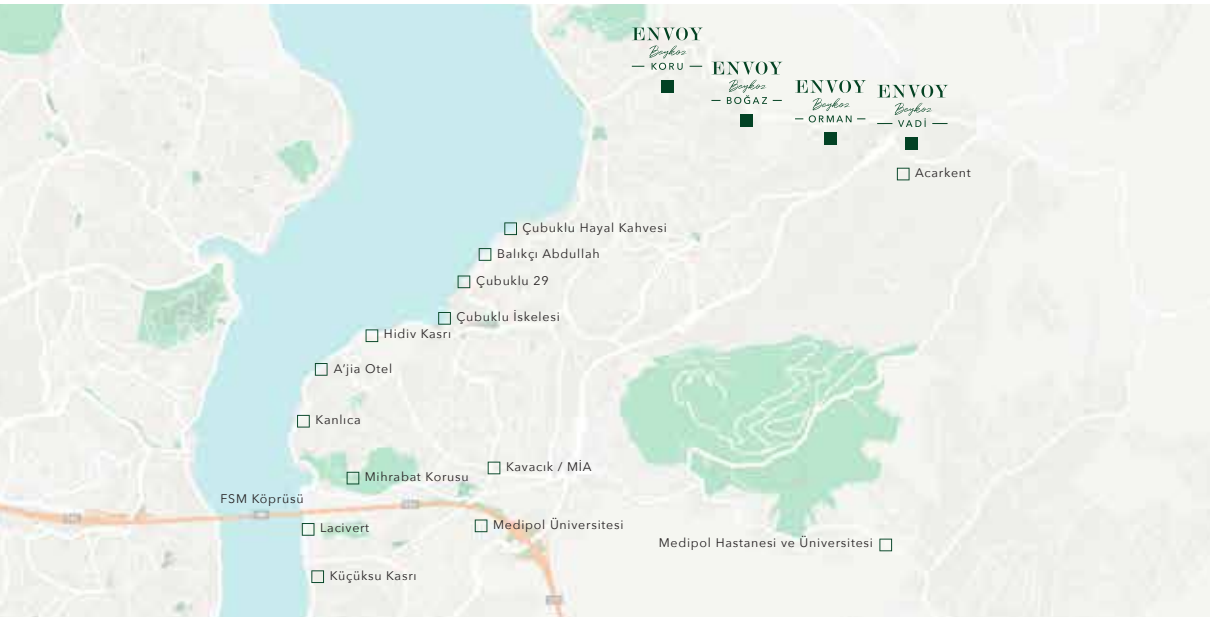 ENVOY
Beykoz
KORU
ENVOY
Beykoz
BOĞAZ
ENVOY
Beykoz
ORMAN
ENVOY
Beykoz
VADİ
Acarkent
Çubuklu Hayal Kahvesi
Balıkçı Abdullah
Çubuklu 29
Çubuklu İskelesi
Hidiv Kasrı
A'jia Otel
Kanlıca
Kavacık / MİA
Mihrabat Korusu
FSM Köprüsü
Lacivert
Medipol Üniversitesi
Medipol Hastanesi ve Üniversitesi
Küçüksu Kasrı